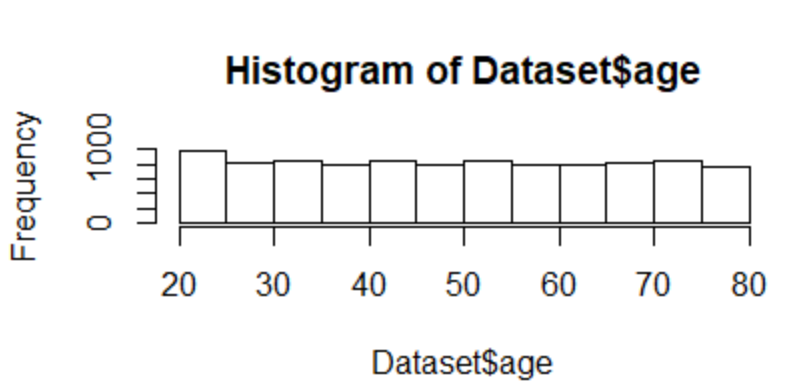 Histogram of Dataset$age
Frequency
1000
0
20 30 40 50 60 70 80
Dataset$age